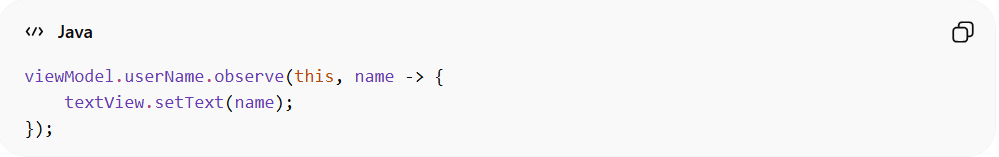 Java
viewModel.userName.observe(this, name -> {
    textView.setText(name);
});